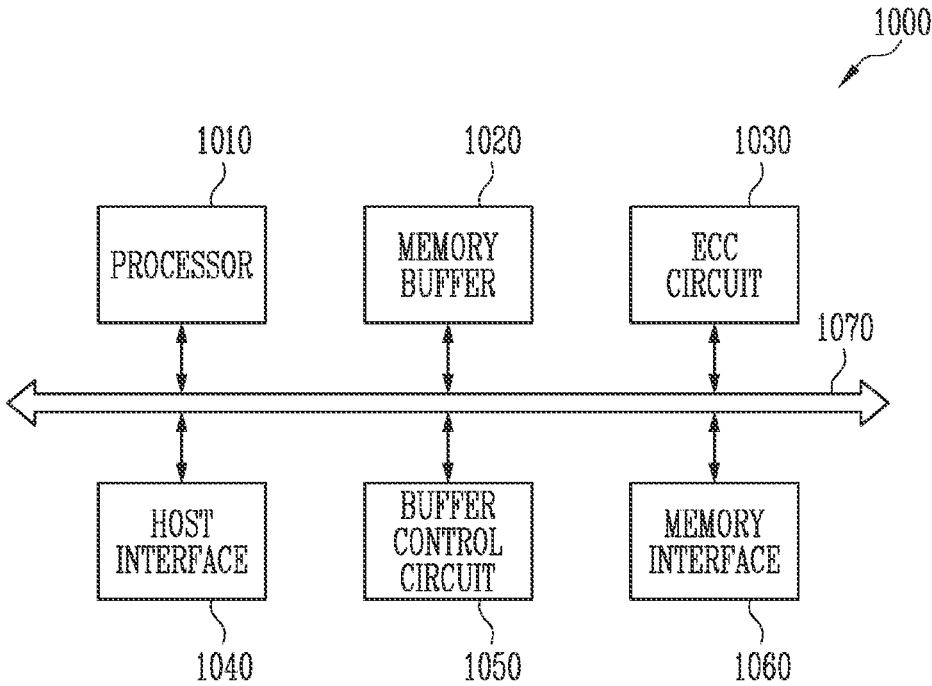 1000
1010
1020
1030
PROCESSOR
MEMORY
BUFFER
ECC
CIRCUIT
1070
HOST
INTERFACE
BUFFER
CONTROL
CIRCUIT
MEMORY
INTERFACE
1040
1050
1060